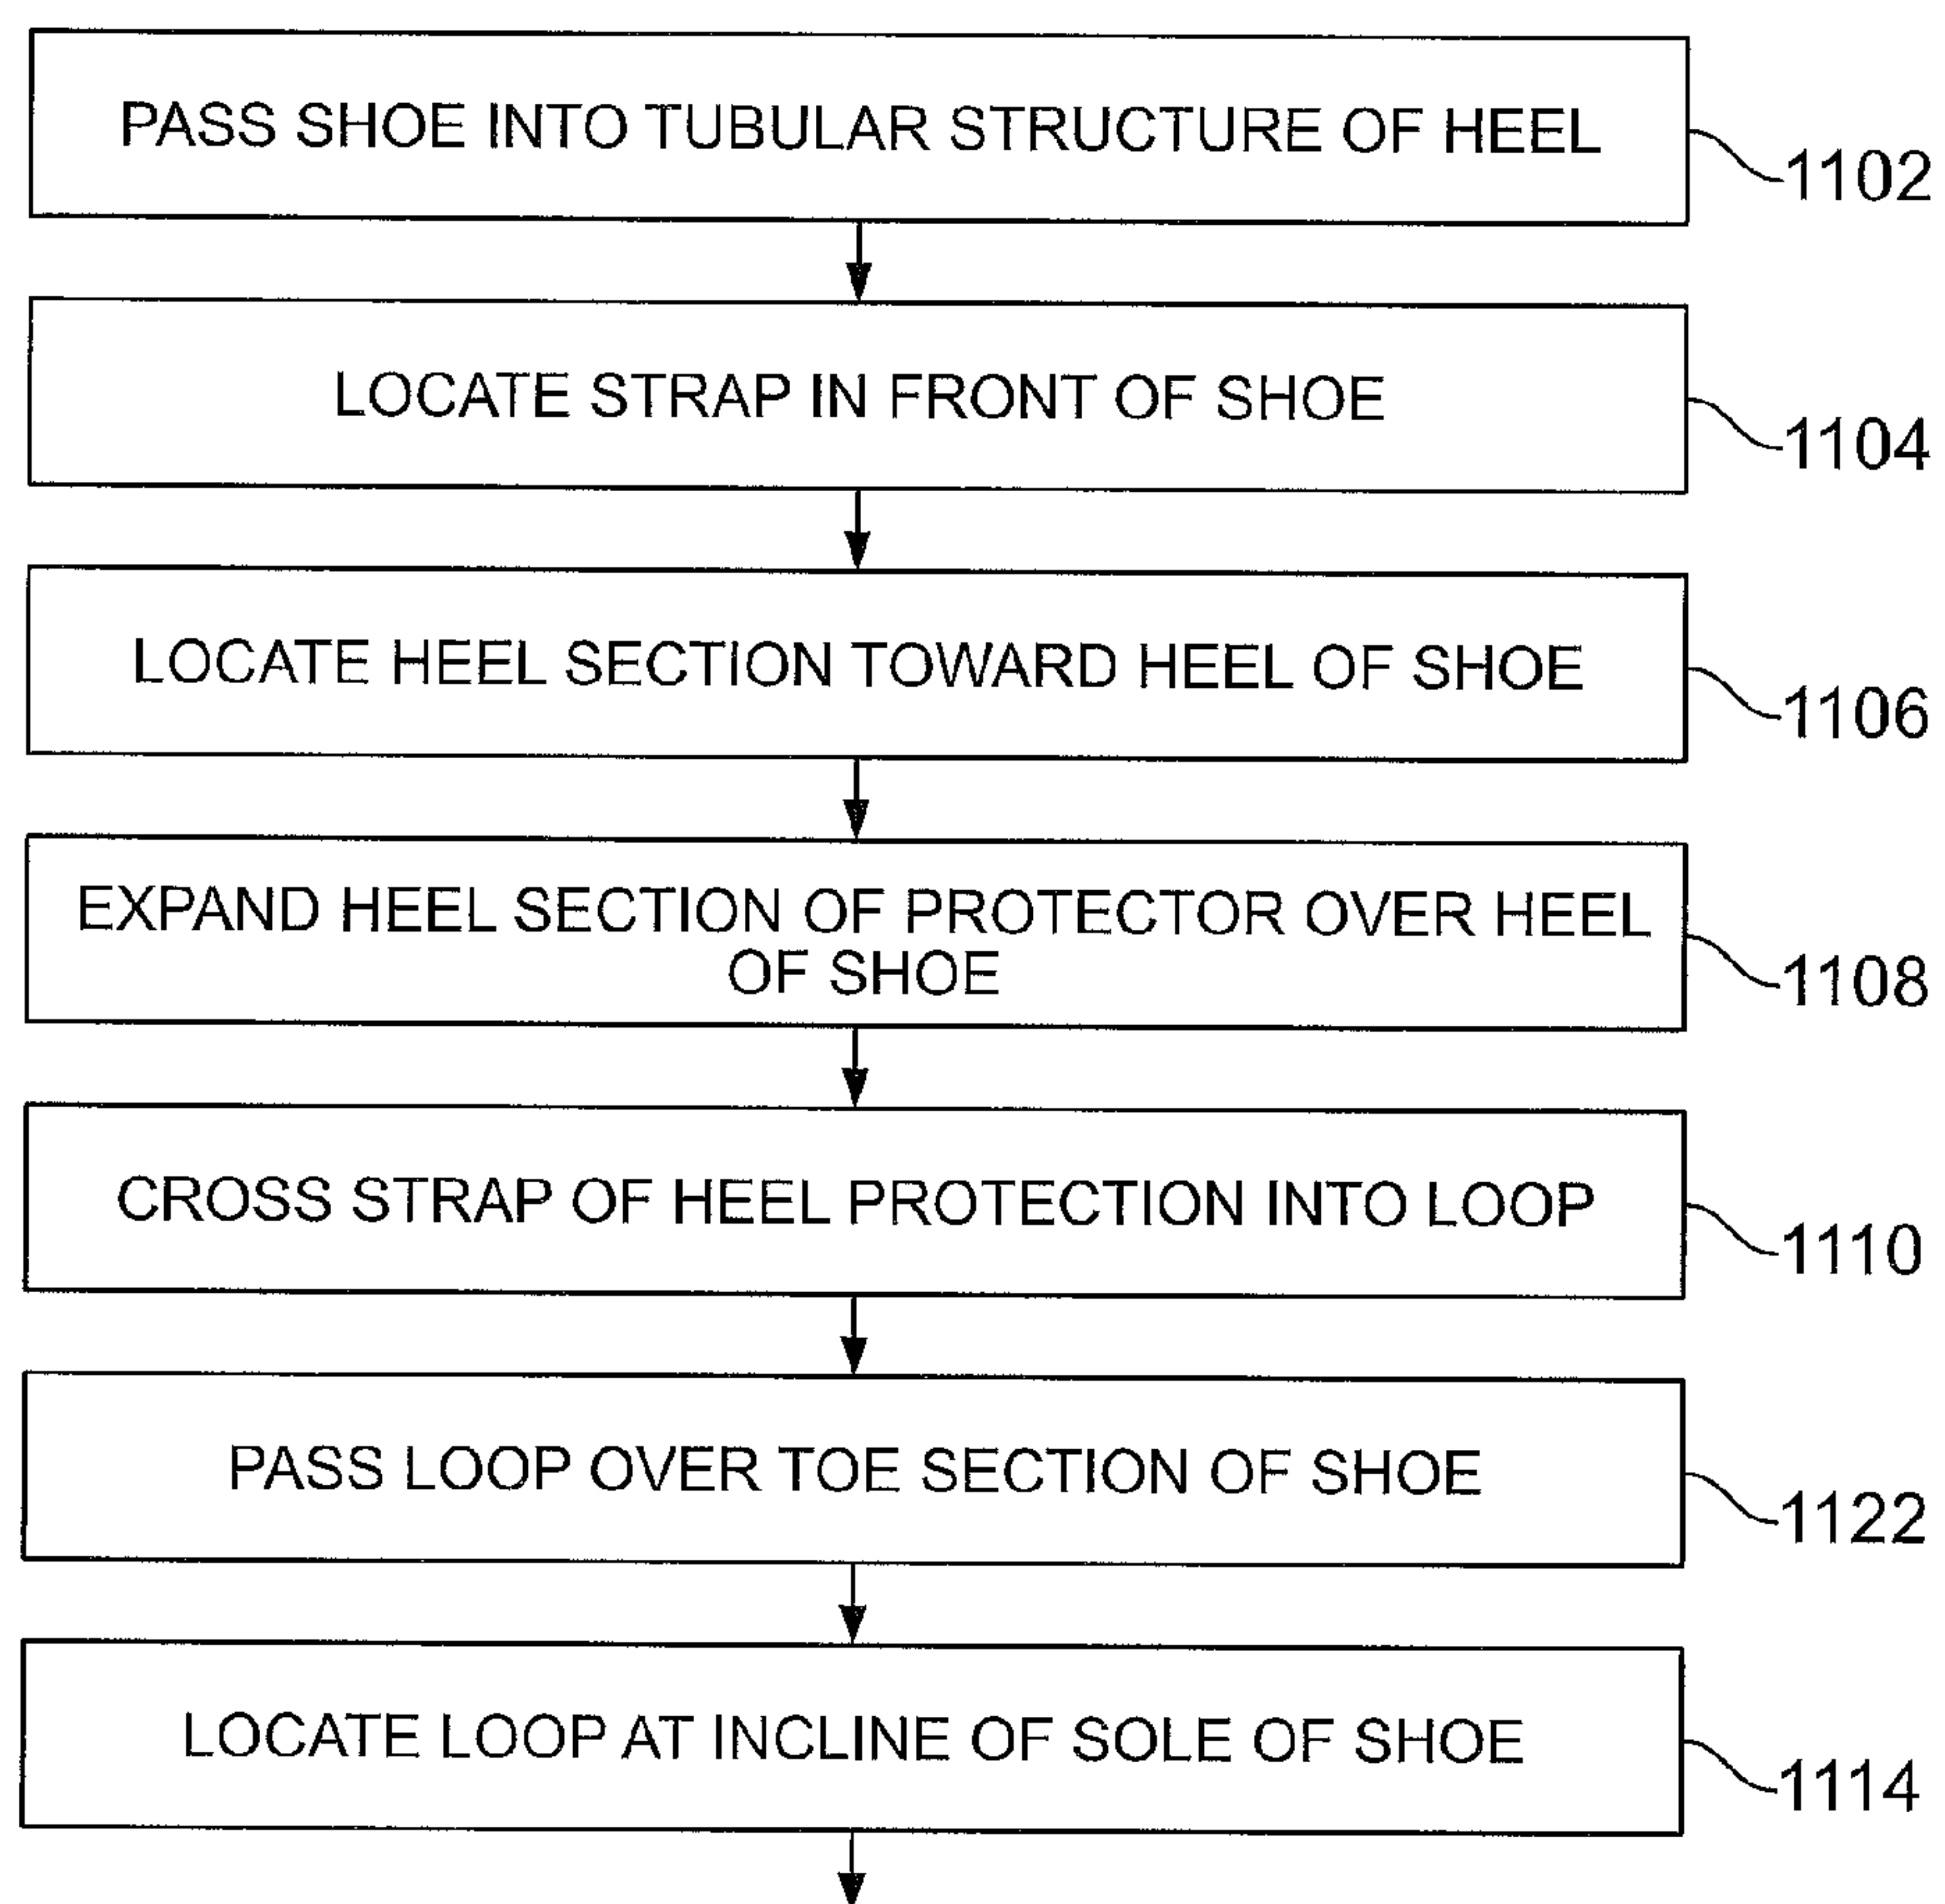 PASS SHOE INTO TUBULAR STRUCTURE OF HEEL
1102
LOCATE STRAP IN FRONT OF SHOE
1104
LOCATE HEEL SECTION TOWARD HEEL OF SHOE
1106
EXPAND HEEL SECTION OF PROTECTOR OVER HEEL
OF SHOE
1108
CROSS STRAP OF HEEL PROTECTION INTO LOOP
1110
PASS LOOP OVER TOE SECTION OF SHOE
1122
LOCATE LOOP AT INCLINE OF SOLE OF SHOE
1114